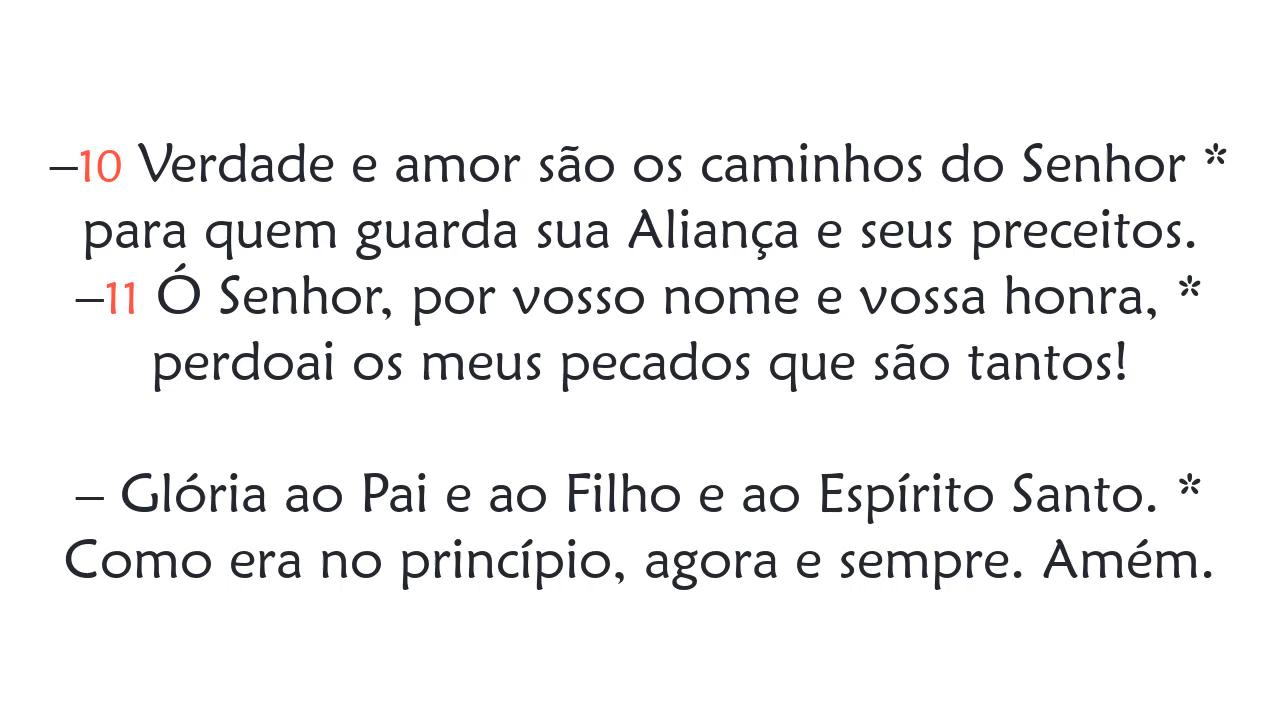 –10 Verdade e amor são os caminhos do Senhor *
para quem guarda sua Aliança e seus preceitos.
–11 Ó Senhor, por vosso nome e vossa honra, *
perdoai os meus pecados que são tantos!
– Glória ao Pai e ao Filho e ao Espírito Santo. *
Como era no princípio, agora e sempre. Amém.